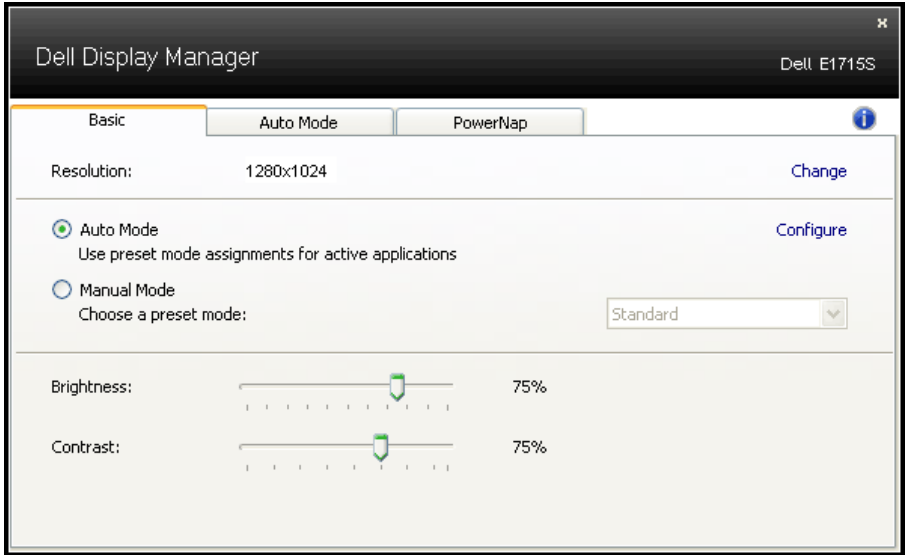 Dell Display Manager
Dell E1715S
Basic
Auto Mode
PowerNap
Resolution:
1280x1024
Change
Auto Mode
Configure
Use preset mode assignments for active applications
Manual Mode
Choose a preset mode:
Standard
Brightness:
75%
Contrast:
75%